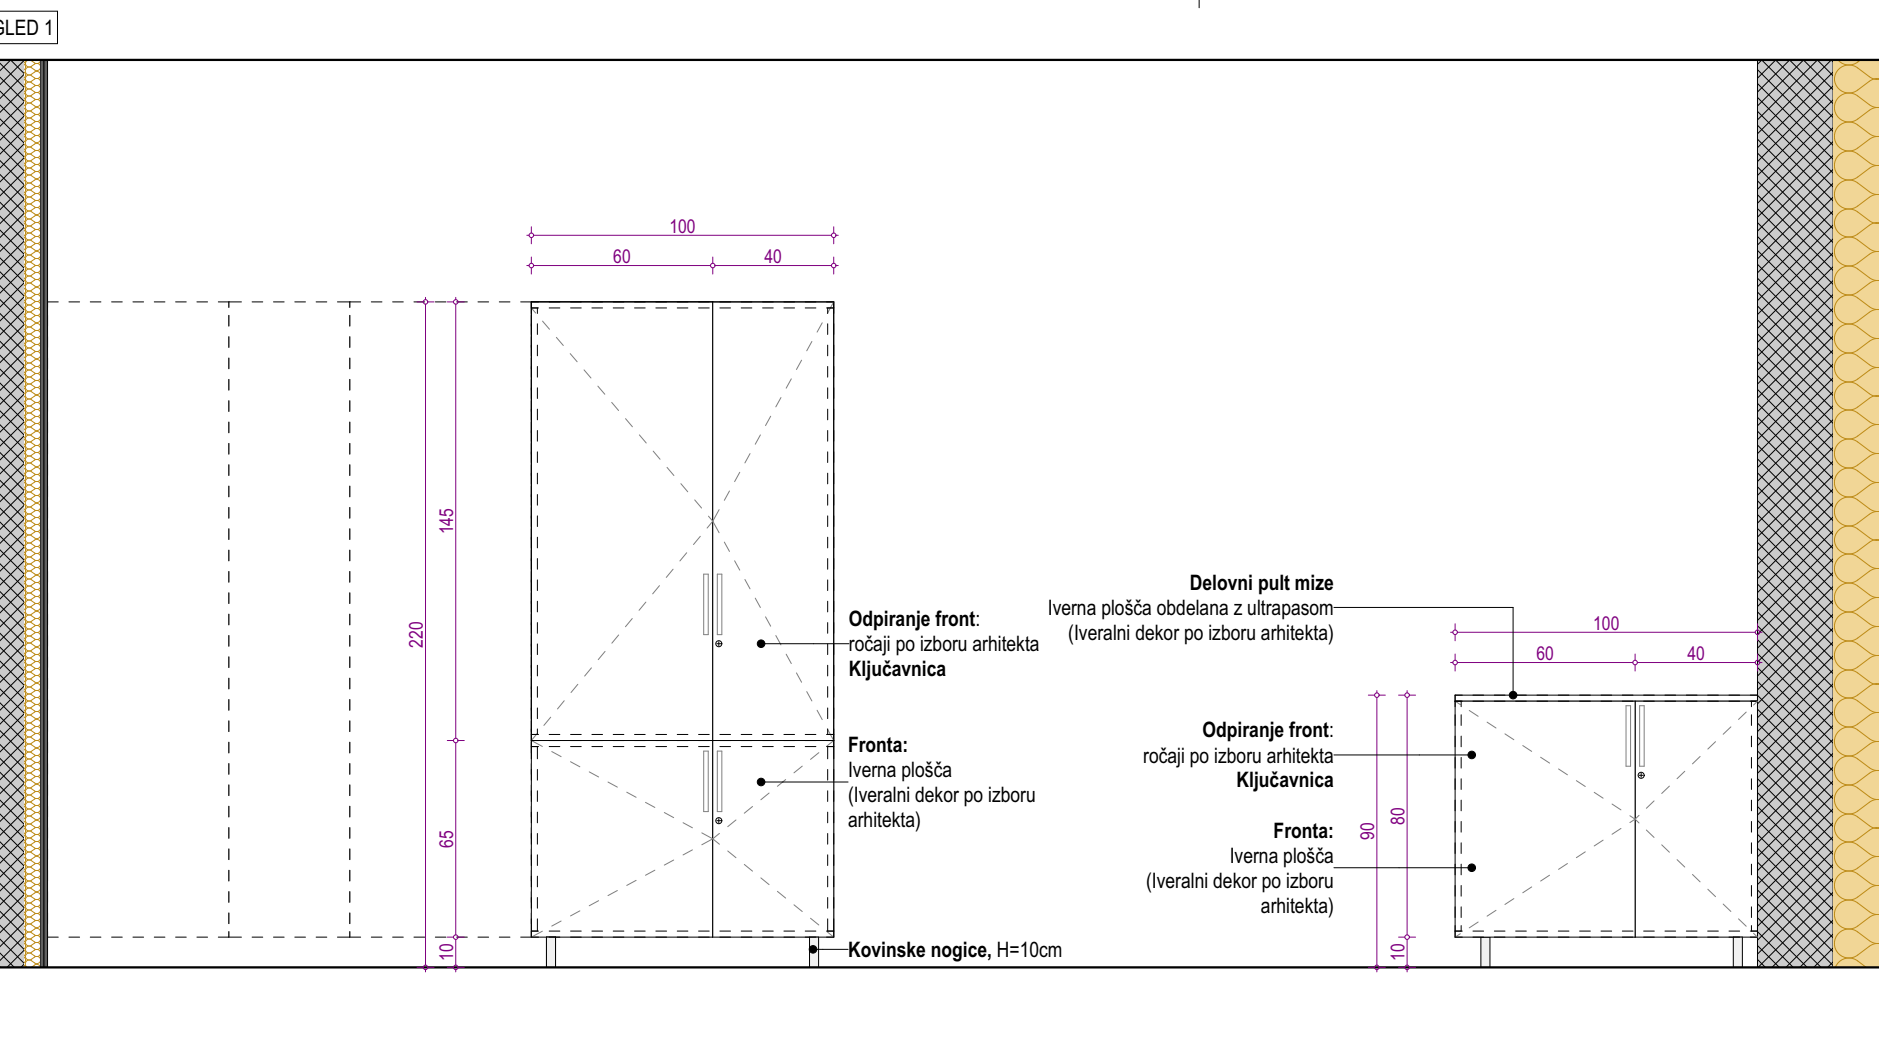 GLED 1
100
60
40
145
220
65
10
Odpiranje front:
ročaji po izboru arhitekta
Ključavnica
Fronta:
Iverna plošča
(Iveralni dekor po izboru
arhitekta)
Kovinske nogice, H=10cm
Delovni pult mize
Iverna plošča obdelana z ultrapasom
(Iveralni dekor po izboru arhitekta)
100
60
40
Odpiranje front:
ročaji po izboru arhitekta
Ključavnica
Fronta:
Iverna plošča
(Iveralni dekor po izboru
arhitekta)
90
80
10